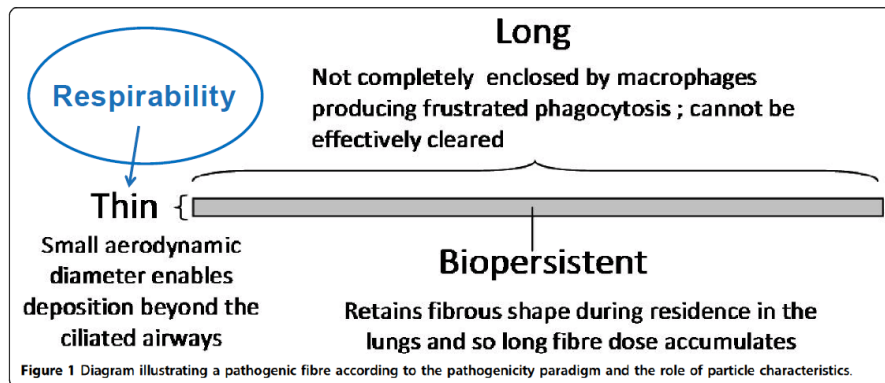 Long
Respirability
Not completely enclosed by macrophages
producing frustrated phagocytosis ; cannot be
effectively cleared
Thin
Small aerodynamic
diameter enables
deposition beyond the
ciliated airways
Biopersistent
Retains fibrous shape during residence in the
lungs and so long fibre dose accumulates
Figure 1 Diagram illustrating a pathogenic fibre according to the pathogenicity paradigm and the role of particle characteristics.